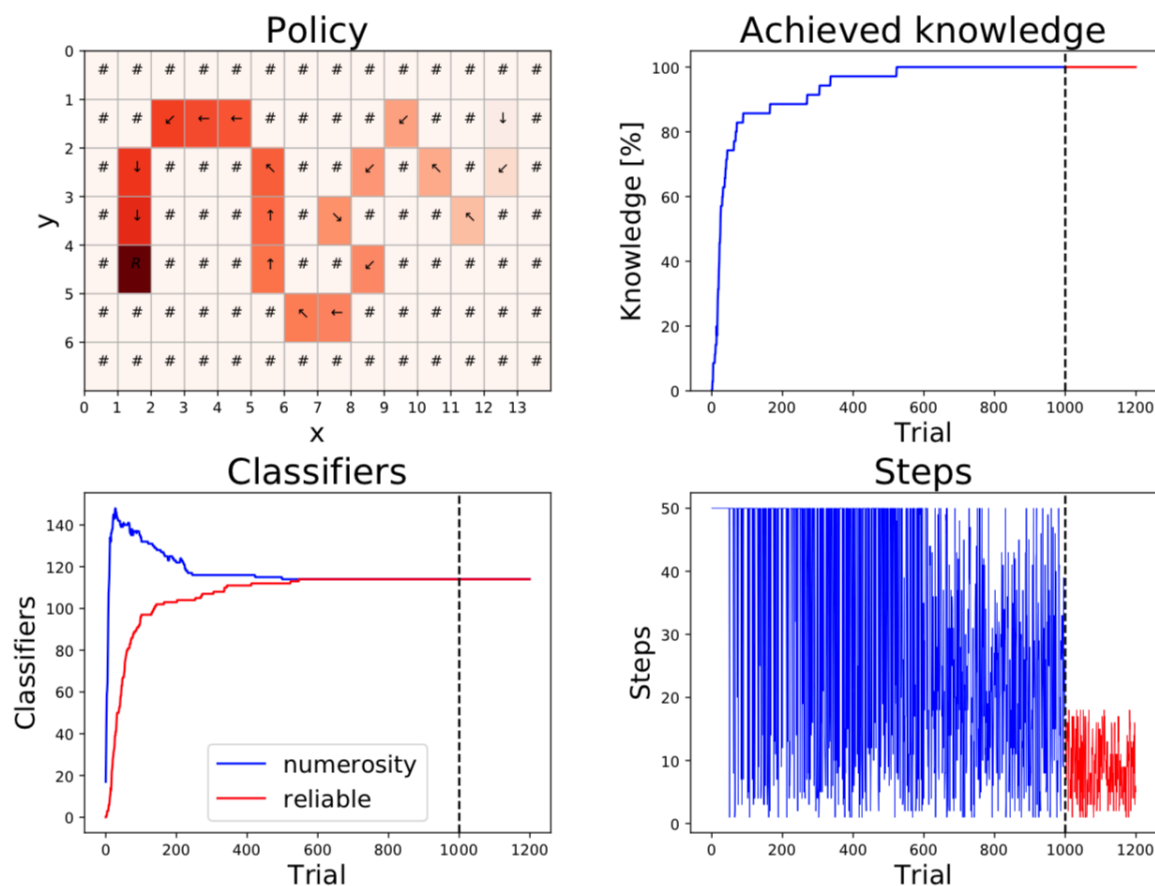 Policy
0 # # # # # # # # # # # # # #
1 # # ↙ ← ← # # # # ↙ # # ↓ #
2 # ↓ # # # ↖ # # ↙ # ↖ # ↙ #
3 # ↓ # # # ↑ # ↘ # # # ↖ # #
4 # R # # # ↑ # # ↙ # # # # #
5 # # # # # # ↖ ← # # # # # #
6 # # # # # # # # # # # # # #
y
0 1 2 3 4 5 6 7 8 9 10 11 12 13
x
Achieved knowledge
100
80
60
40
20
0
Knowledge [%]
0 200 400 600 800 1000 1200
Trial
Classifiers
140
120
100
80
60
40
20
0
Classifiers
numerosity
reliable
0 200 400 600 800 1000 1200
Trial
Steps
50
40
30
20
10
0
Steps
0 200 400 600 800 1000 1200
Trial